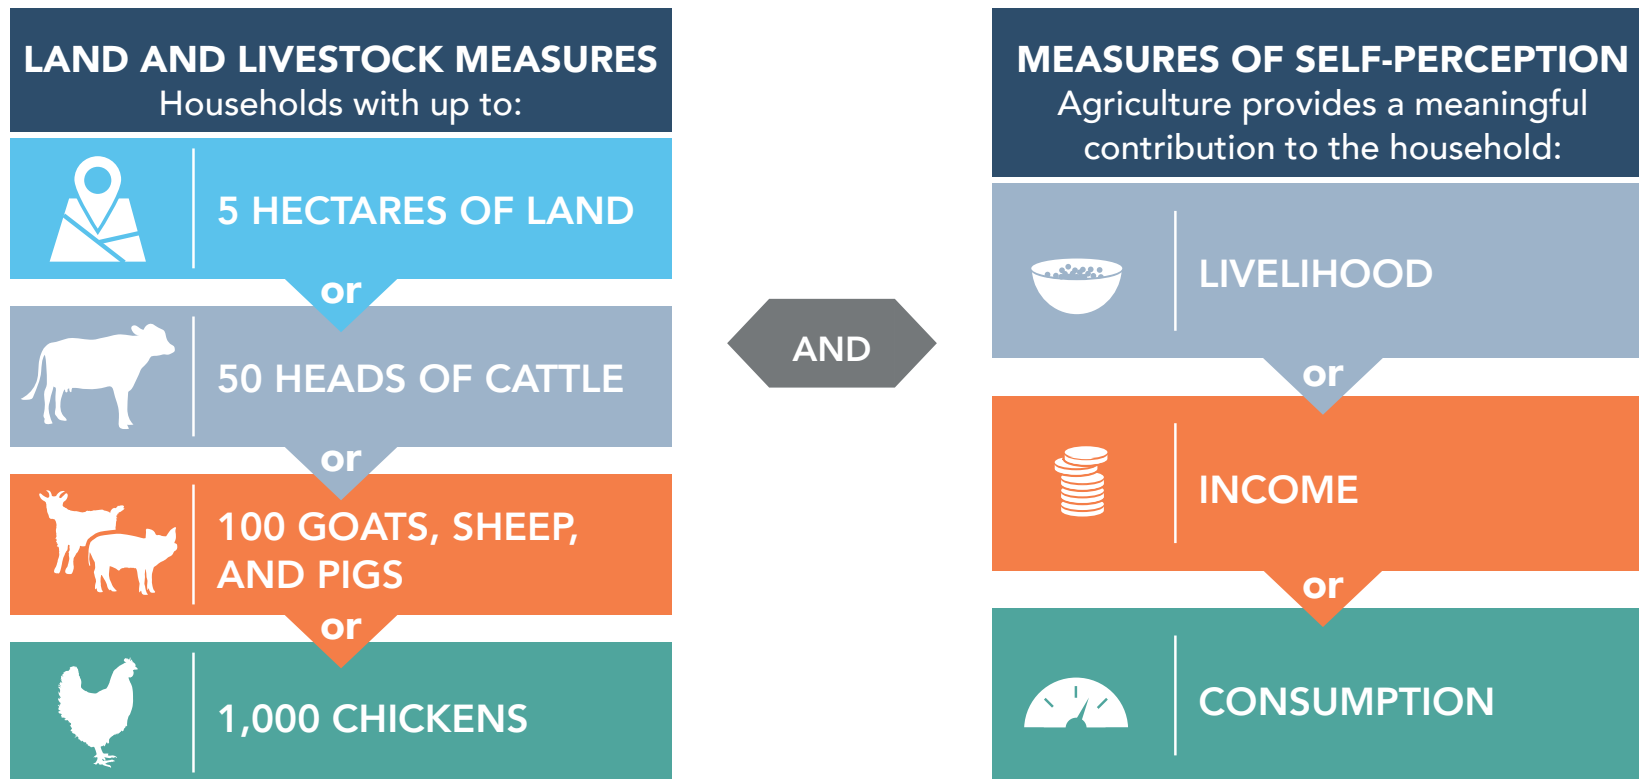 LAND AND LIVESTOCK MEASURES
Households with up to:
5 HECTARES OF LAND
or
50 HEADS OF CATTLE
or
100 GOATS, SHEEP,
AND PIGS
or
1,000 CHICKENS
AND
MEASURES OF SELF-PERCEPTION
Agriculture provides a meaningful
contribution to the household:
LIVELIHOOD
or
INCOME
or
CONSUMPTION